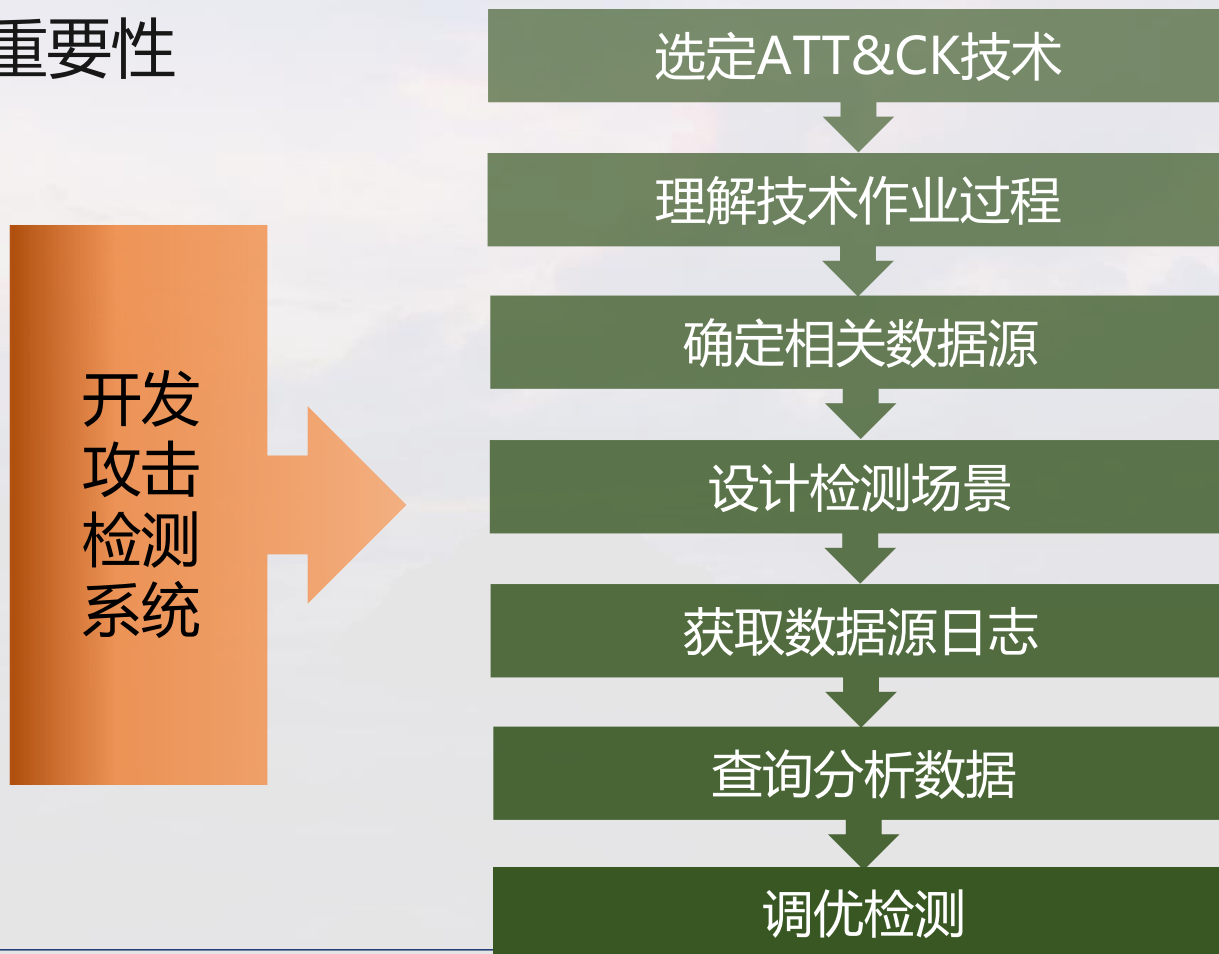 重要性
开发
攻击
检测
系统
选定ATT&CK技术
理解技术作业过程
确定相关数据源
设计检测场景
获取数据源日志
查询分析数据
调优检测